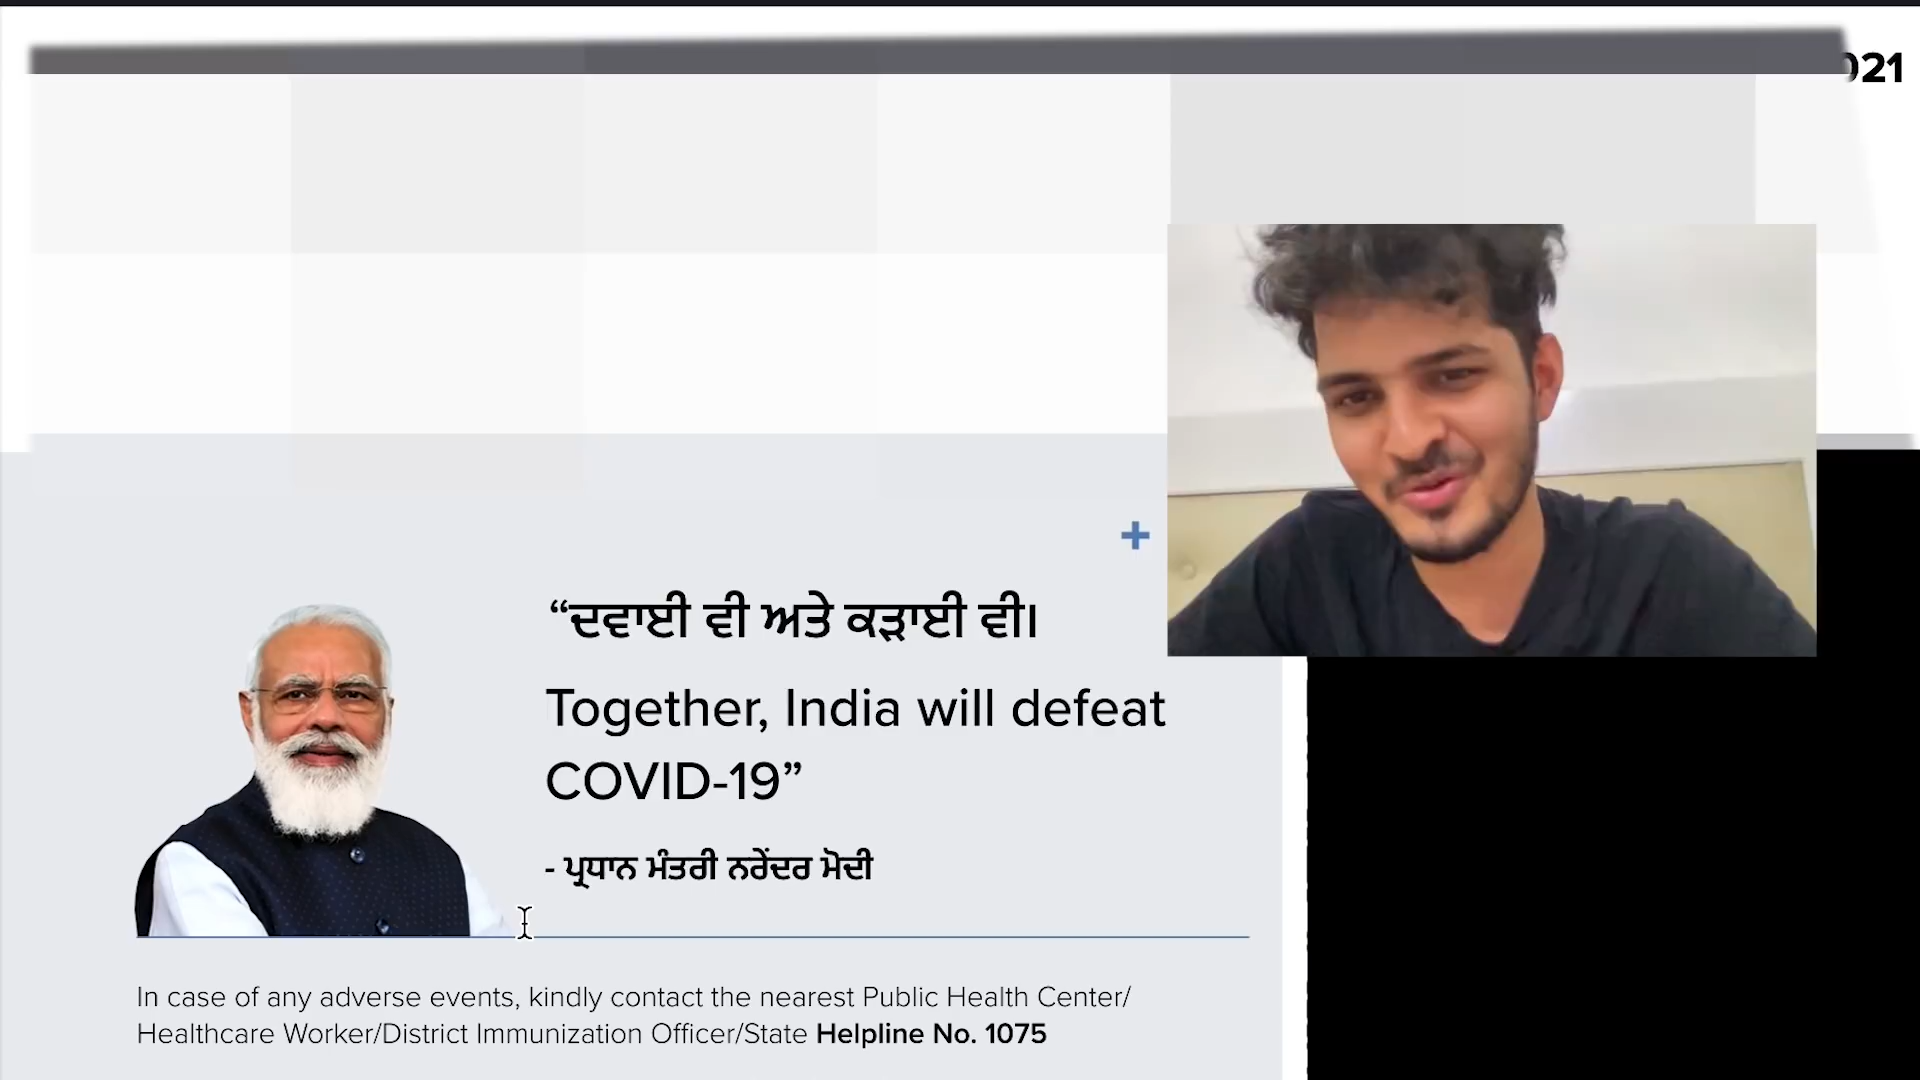 “ਦਵਾਈ ਵੀ ਅਤੇ ਕੜਾਈ ਵੀ।
Together, India will defeat
COVID-19”
- ਪ੍ਰਧਾਨ ਮੰਤਰੀ ਨਰੇਂਦਰ ਮੋਦੀ
In case of any adverse events, kindly contact the nearest Public Health Center/
Healthcare Worker/District Immunization Officer/State Helpline No. 1075